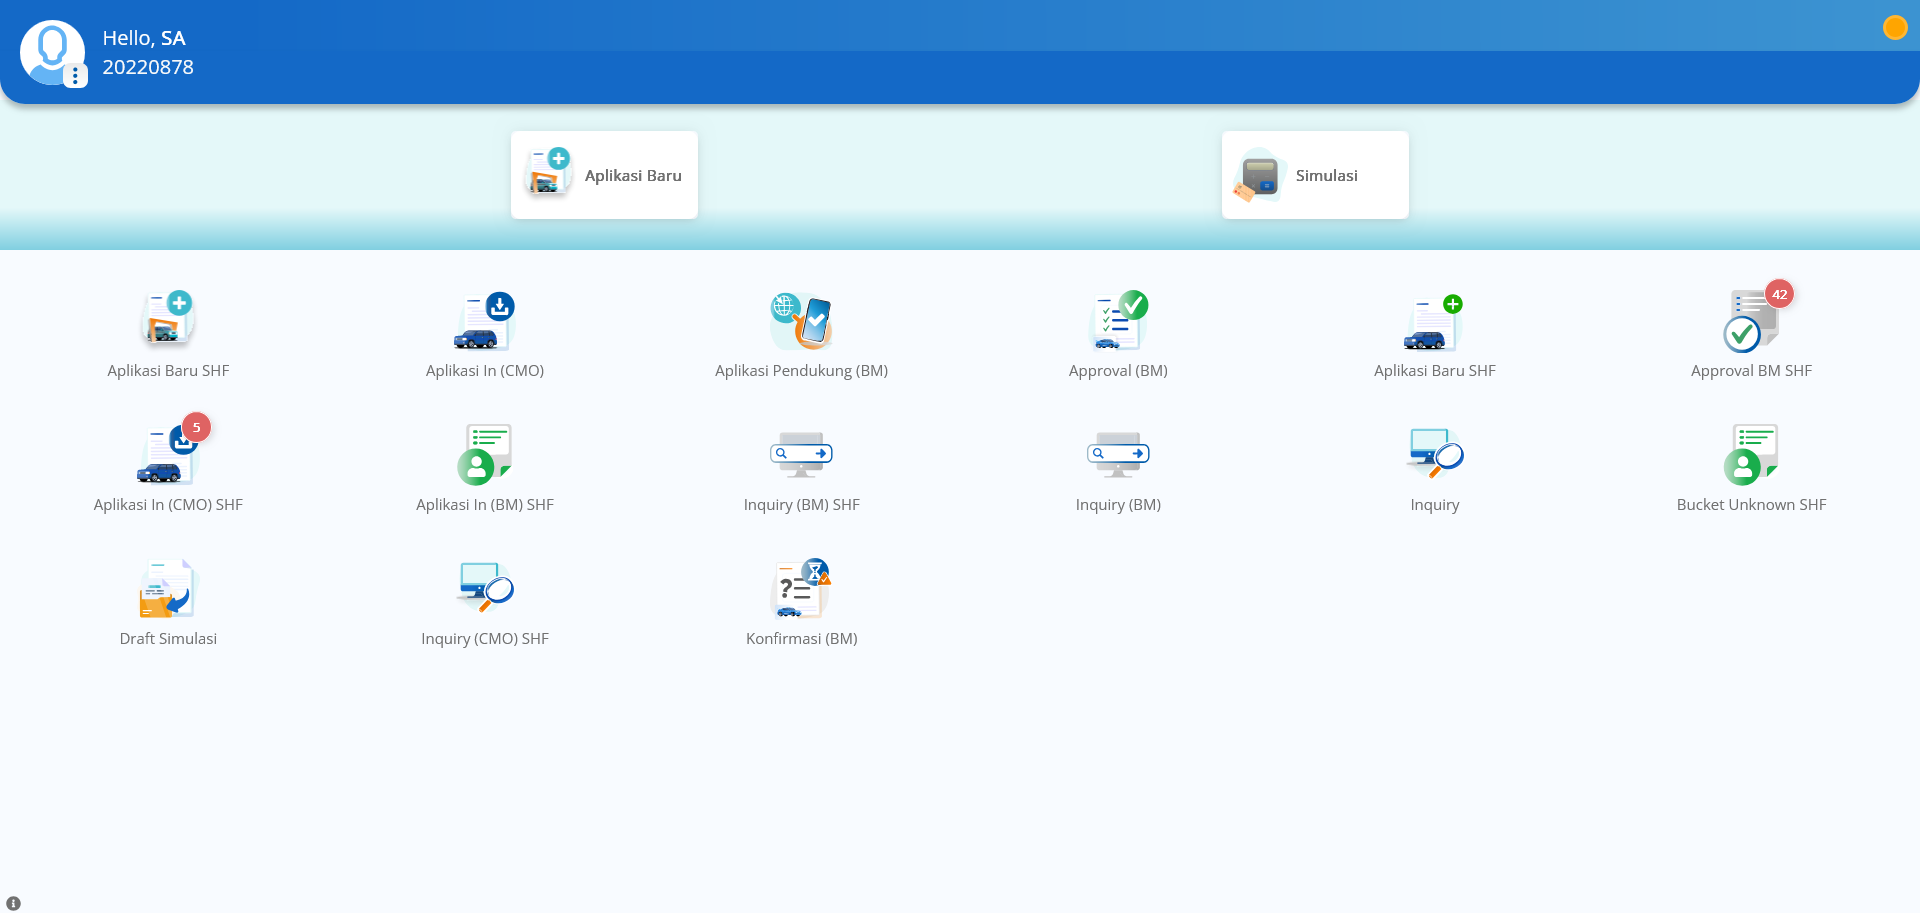 Hello, SA
20220878
Aplikasi Baru
Simulasi
Aplikasi Baru SHF
Aplikasi In (CMO)
Aplikasi Pendukung (BM)
Approval (BM)
Aplikasi Baru SHF
42
Approval BM SHF
5
Aplikasi In (CMO) SHF
Aplikasi In (BM) SHF
Inquiry (BM) SHF
Inquiry (BM)
Inquiry
Bucket Unknown SHF
Draft Simulasi
Inquiry (CMO) SHF
Konfirmasi (BM)